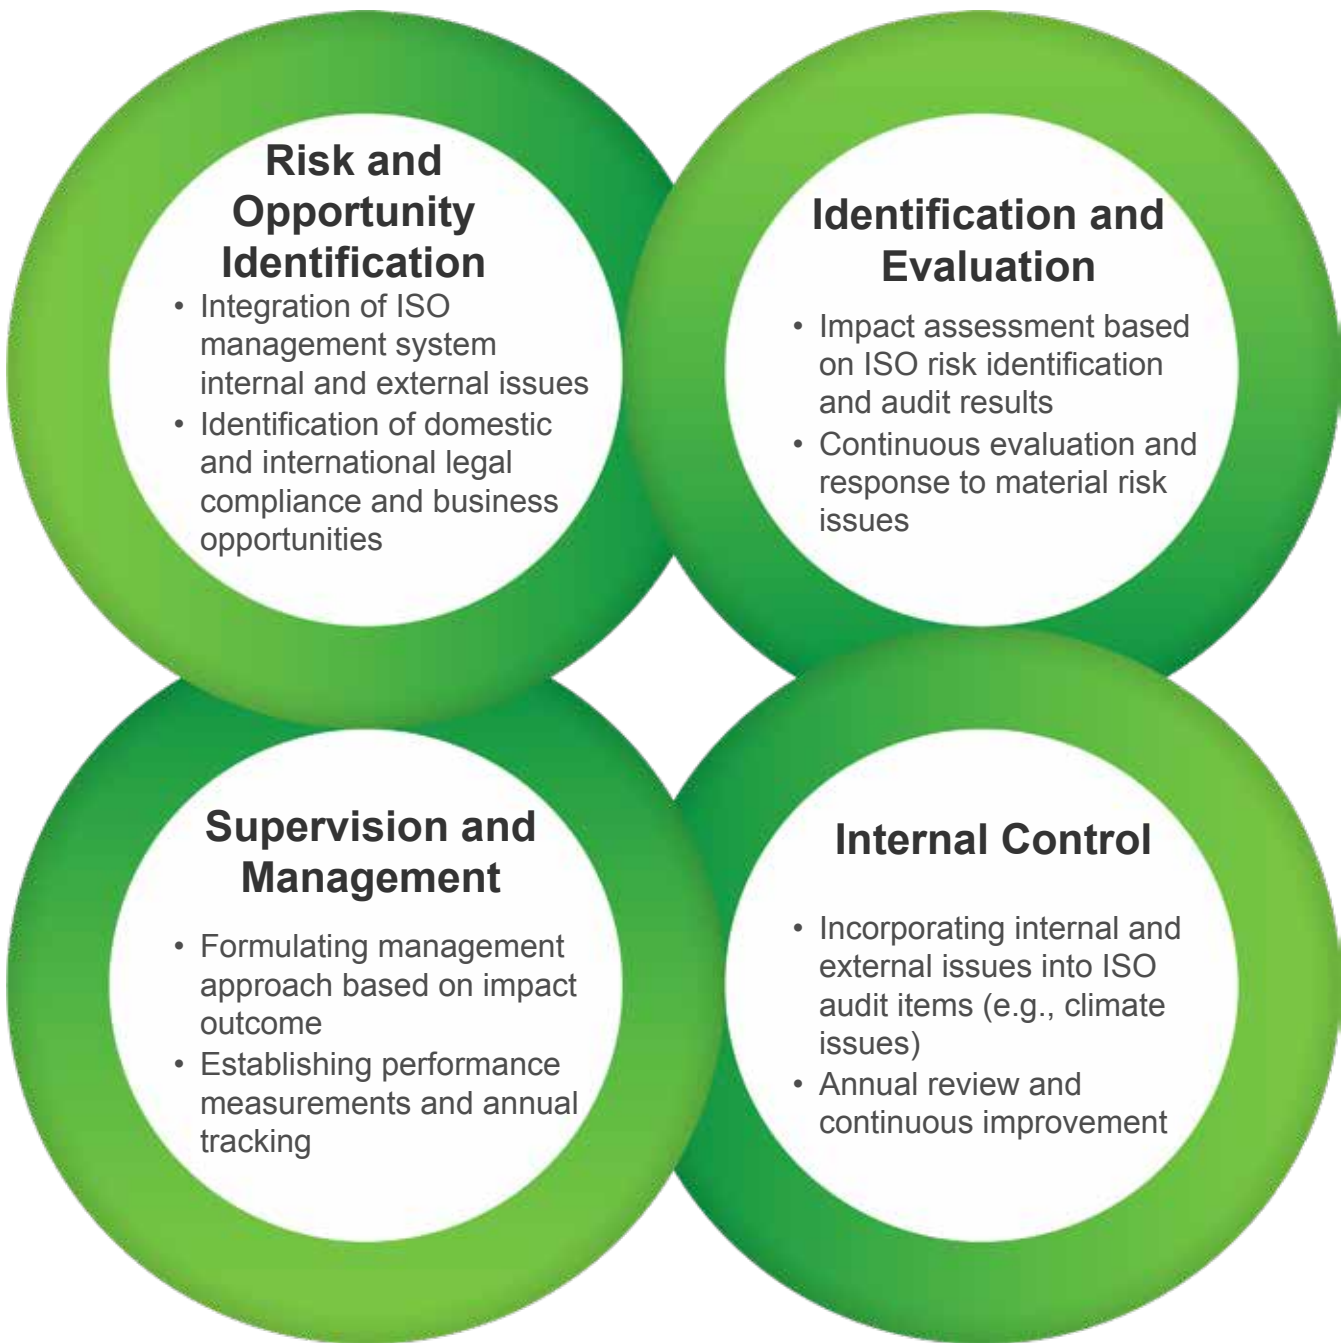 Risk and
Opportunity
Identification
• Integration of ISO
management system
internal and external issues
• Identification of domestic
and international legal
compliance and business
opportunities
Identification and
Evaluation
• Impact assessment based
on ISO risk identification
and audit results
• Continuous evaluation and
response to material risk
issues
Supervision and
Management
• Formulating management
approach based on impact
outcome
• Establishing performance
measurements and annual
tracking
Internal Control
• Incorporating internal and
external issues into ISO
audit items (e.g., climate
issues)
• Annual review and
continuous improvement